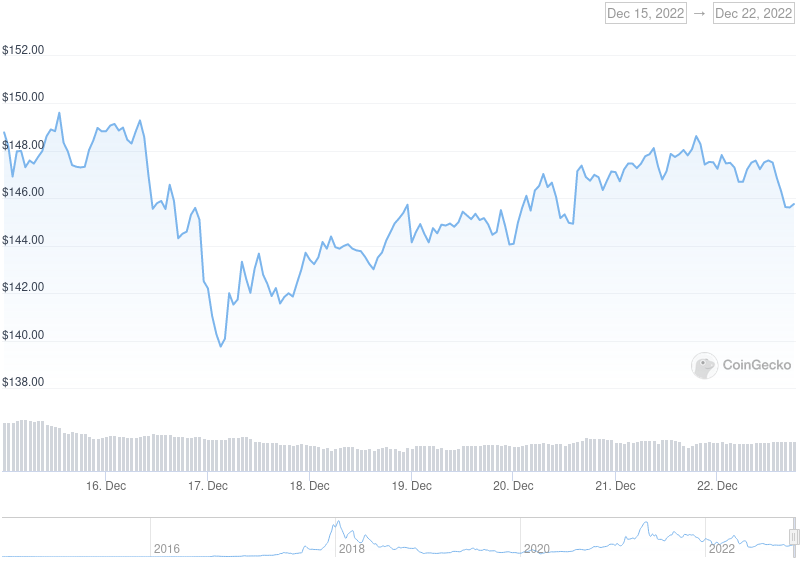 Dec 15, 2022 → Dec 22, 2022
$152.00
$150.00
$148.00
$146.00
$144.00
$142.00
$140.00
CoinGecko
$138.00
16. Dec 17. Dec 18. Dec 19. Dec 20. Dec 21. Dec 22. Dec
2016 2018 2020 2022